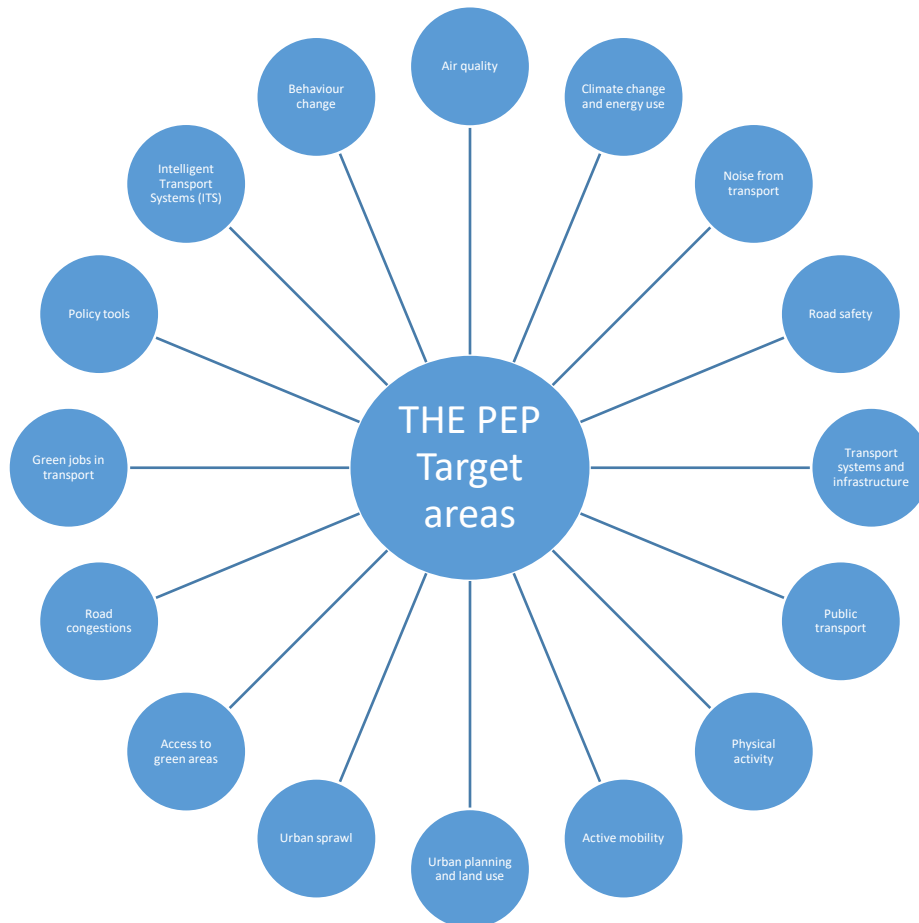 Air quality
Behaviour
change
Climate change
and energy use
Intelligent
Transport
Systems (ITS)
Noise from
transport
Policy tools
Road safety
THE PEP
Target
areas
Green jobs in
transport
Transport
systems and
infrastructure
Road
congestions
Public
transport
Access to
green areas
Physical
activity
Urban sprawl
Active mobility
Urban planning
and land use